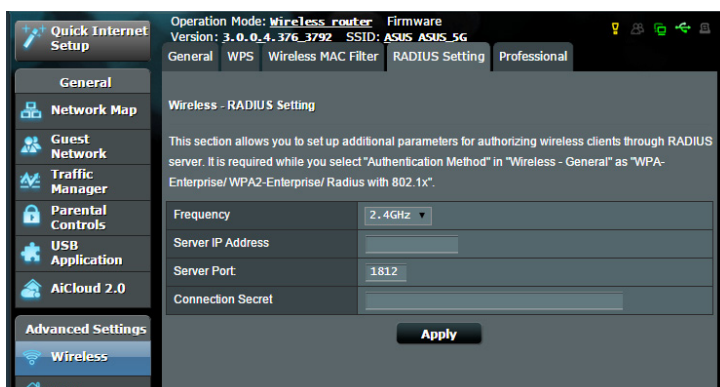 Quick Internet
Setup
General
Network Map
Guest
Network
Traffic
Manager
Parental
Controls
USB
Application
AiCloud 2.0
Advanced Settings
Wireless
Operation Mode: Wireless router Firmware
Version: 3.0.0.4.376_3792 SSID: ASUS ASUS_5G
General WPS Wireless MAC Filter RADIUS Setting Professional
Wireless - RADIUS Setting
This section allows you to set up additional parameters for authorizing wireless clients through RADIUS
server. It is required while you select "Authentication Method" in "Wireless - General" as "WPA-
Enterprise/ WPA2-Enterprise/ Radius with 802.1x".
Frequency 2.4GHz
Server IP Address
Server Port: 1812
Connection Secret
Apply